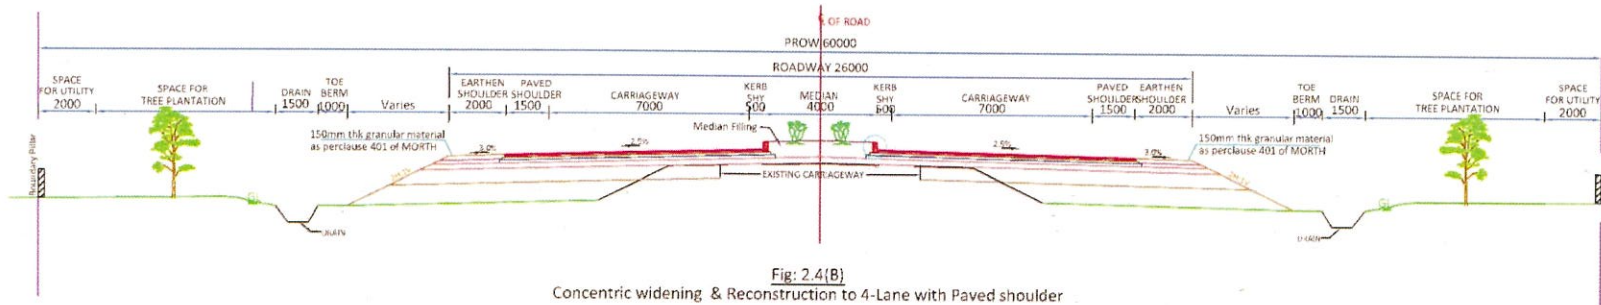 ℄ OF ROAD
PROW 60000
ROADWAY 26000
SPACE FOR UTILITY 2000
SPACE FOR TREE PLANTATION
DRAIN 1500
TOE BERM 1000
Varies
EARTHEN SHOULDER 2000
PAVED SHOULDER 1500
CARRIAGEWAY 7000
KERB SHY 500
MEDIAN 4000
KERB SHY 500
CARRIAGEWAY 7000
PAVED SHOULDER 1500
EARTHEN SHOULDER 2000
Varies
TOE BERM 1000
DRAIN 1500
SPACE FOR TREE PLANTATION
SPACE FOR UTILITY 2000
150mm thk granular material
as perclause 401 of MORTH
Median Filling
150mm thk granular material
as perclause 401 of MORTH
3.0%
2.5%
2.5%
3.0%
Boundary Pillar
EXISTING CARRIAGEWAY
GL
GL
DRAIN
DRAIN
Fig: 2.4(B)
Concentric widening & Reconstruction to 4-Lane with Paved shoulder